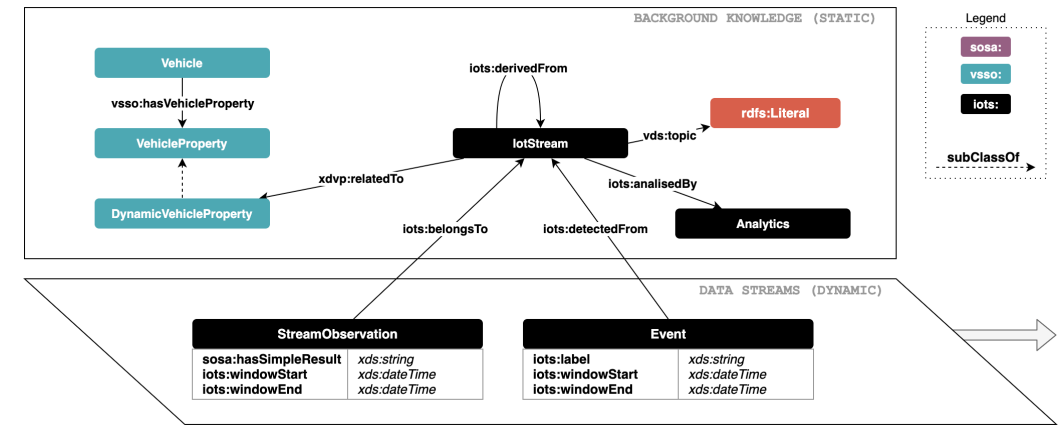 BACKGROUND KNOWLEDGE (STATIC)
Legend
sosa:
vsso:
iots:
subClassOf
Vehicle
vsso:hasVehicleProperty
VehicleProperty
DynamicVehicleProperty
iots:derivedFrom
IotStream
vds:topic
rdfs:Literal
xdvp:relatedTo
iots:analisedBy
Analytics
iots:belongsTo
iots:detectedFrom
DATA STREAMS (DYNAMIC)
StreamObservation
sosa:hasSimpleResult xds:string
iots:windowStart xds:dateTime
iots:windowEnd xds:dateTime
Event
iots:label xds:string
iots:windowStart xds:dateTime
iots:windowEnd xds:dateTime